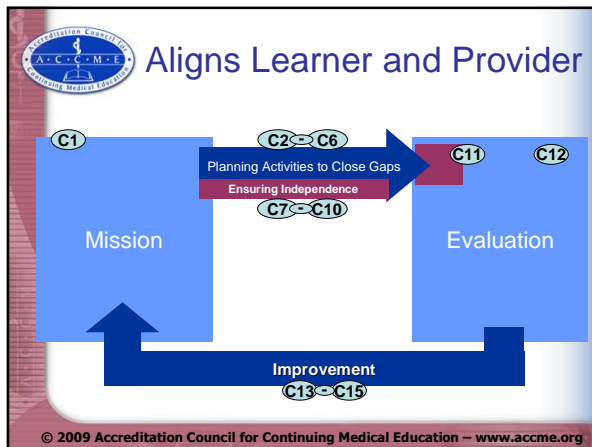 Accreditation Council for
A·C·C·M·E
Continuing Medical Education
Aligns Learner and Provider
C1
C2 - C6
Planning Activities to Close Gaps
Ensuring Independence
C7 - C10
C11
C12
Mission
Evaluation
Improvement
C13 - C15
© 2009 Accreditation Council for Continuing Medical Education – www.accme.org